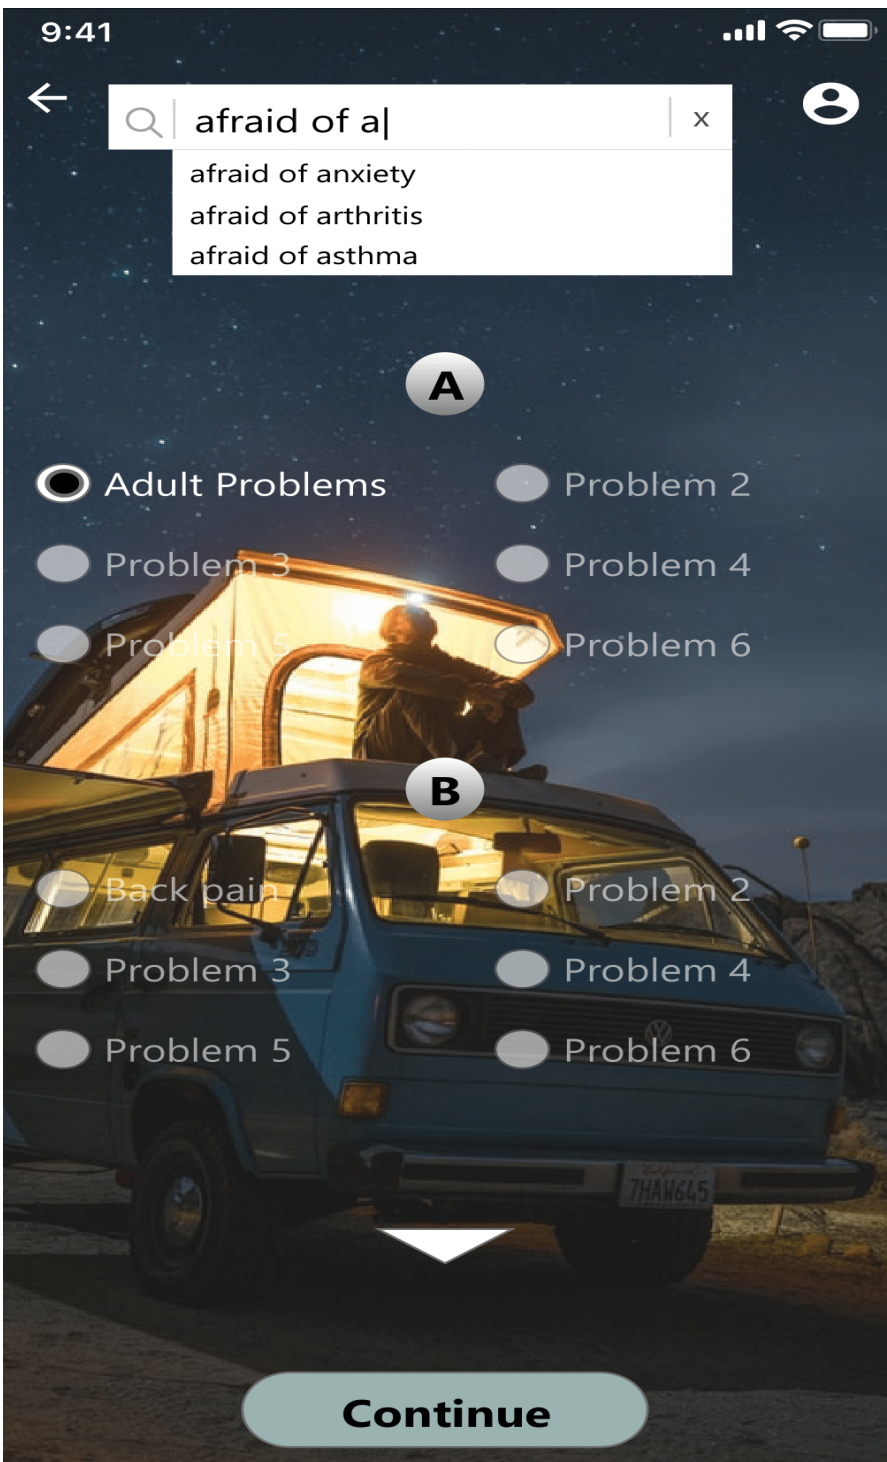 9:41
afraid of a
x
afraid of anxiety
afraid of arthritis
afraid of asthma
A
Adult Problems Problem 2
Problem 3 Problem 4
Problem 5 Problem 6
B
Back pain Problem 2
Problem 3 Problem 4
Problem 5 Problem 6
California
7HAW645
Continue